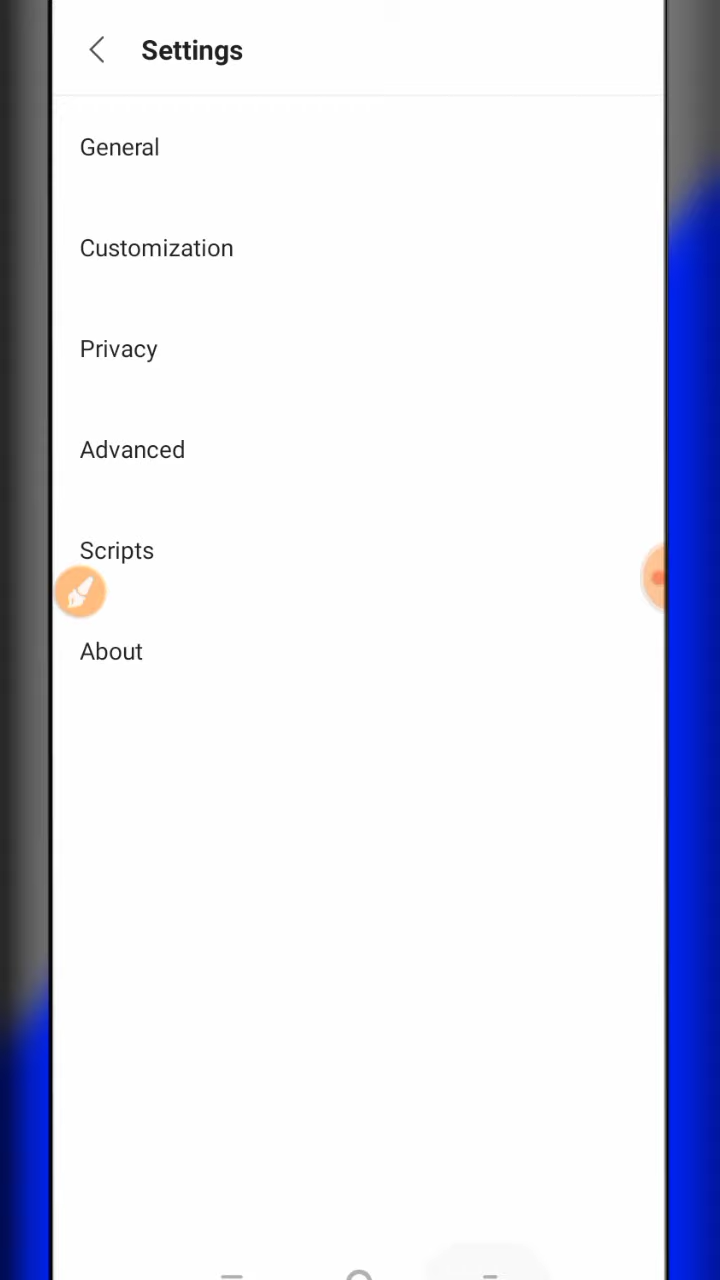 Settings
General
Customization
Privacy
Advanced
Scripts
About